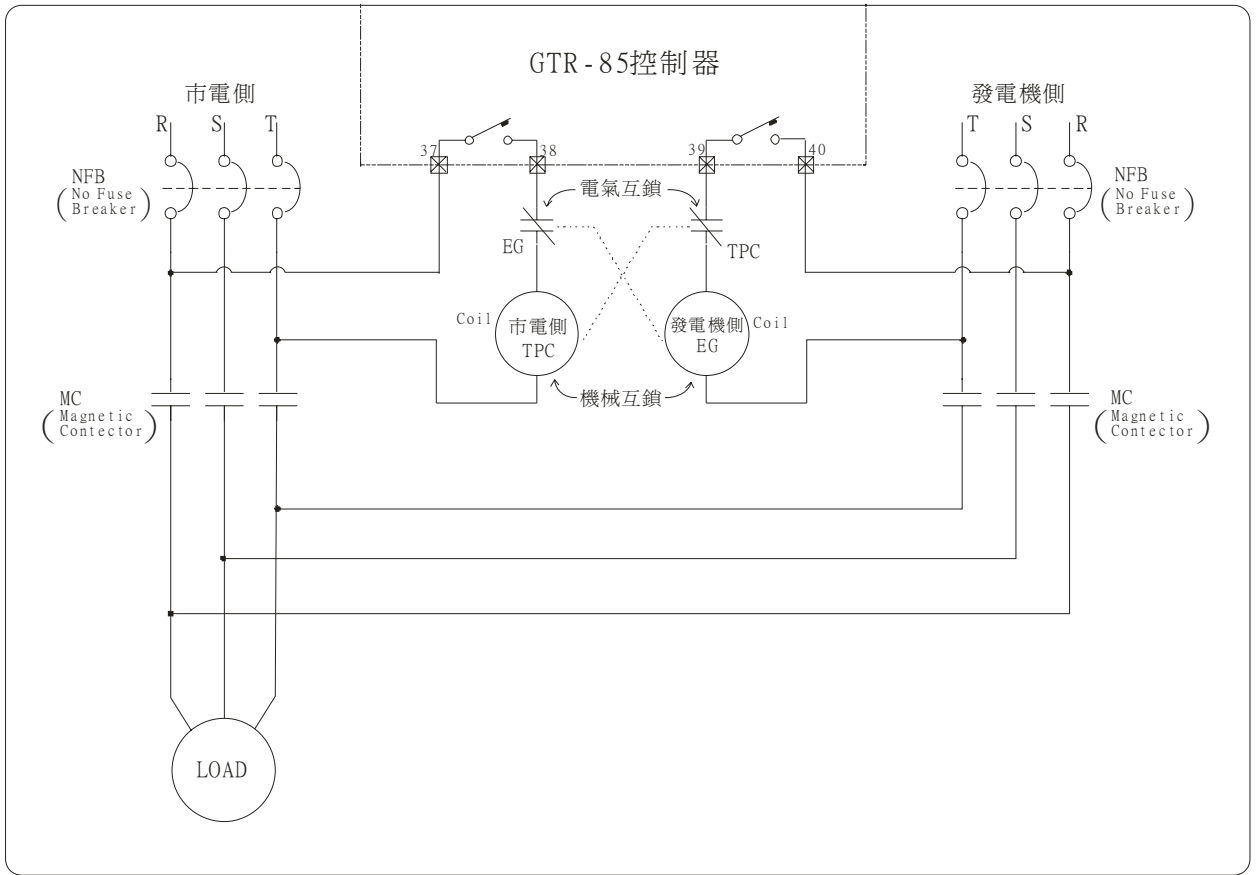 GTR-85控制器
市電側
發電機側
R S T
T S R
37 38 39 40
NFB
(No Fuse
Breaker)
NFB
(No Fuse
Breaker)
電氣互鎖
EG
TPC
Coil
市電側
TPC
發電機側
EG
Coil
機械互鎖
MC
(Magnetic
Contector)
MC
(Magnetic
Contector)
LOAD